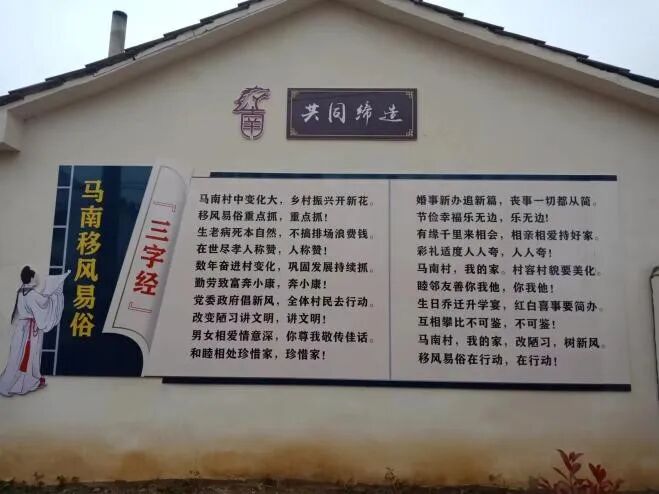 共同缔造
马南移风易俗
『三字经』
马南村中变化大，乡村振兴开新花。
移风易俗重点抓，重点抓！
生老病死本自然，不搞排场浪费钱。
在世尽孝人称赞，人称赞！
数年奋进村变化，巩固发展持续抓。
勤劳致富奔小康，奔小康！
党委政府倡新风，全体村民去行动。
改变陋习讲文明，讲文明！
男女相爱情意深，你尊我敬传佳话。
和睦相处珍惜家，珍惜家！
婚事新办追新篇，丧事一切都从简。
节俭幸福乐无边，乐无边！
有缘千里来相会，相亲相爱持好家。
彩礼适度人人夸，人人夸！
马南村，我的家。村容村貌要美化。
睦邻友善你我他，你我他！
生日乔迁升学宴，红白喜事要简办。
互相攀比不可鉴，不可鉴！
马南村，我的家，改陋习，树新风。
移风易俗在行动，在行动！